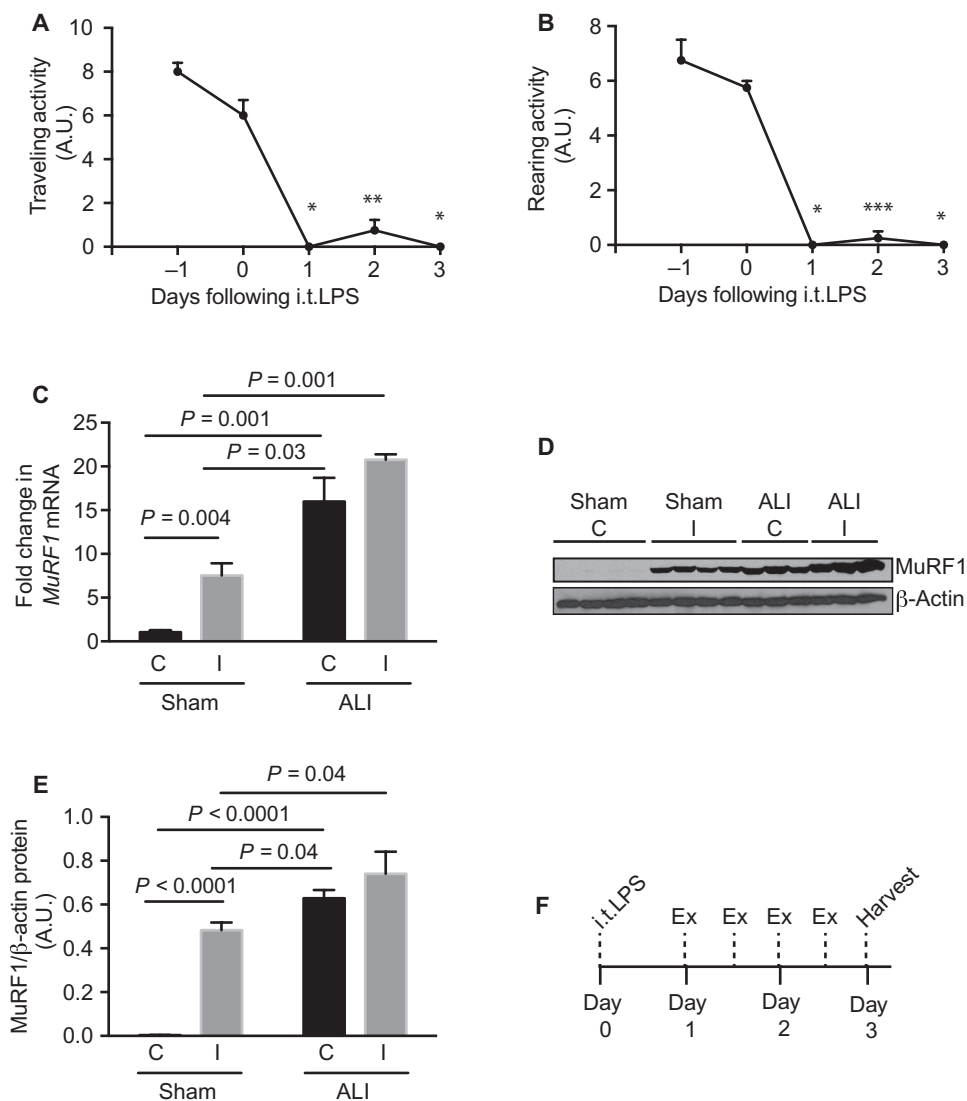 A
Traveling activity
(A.U.)
10
8
6
4
2
0
*
**
*
–1 0 1 2 3
Days following i.t.LPS
B
Rearing activity
(A.U.)
8
6
4
2
0
*
***
*
–1 0 1 2 3
Days following i.t.LPS
C
Fold change in
MuRF1 mRNA
25
20
15
10
5
0
P = 0.001
P = 0.001
P = 0.03
P = 0.004
C I C I
Sham ALI
D
Sham Sham ALI ALI
C I C I
MuRF1
β-Actin
E
MuRF1/β-actin protein
(A.U.)
1.0
0.8
0.6
0.4
0.2
0.0
P = 0.04
P < 0.0001
P = 0.04
P < 0.0001
C I C I
Sham ALI
F
i.t.LPS Ex Ex Ex Ex Harvest
Day Day Day Day
0 1 2 3